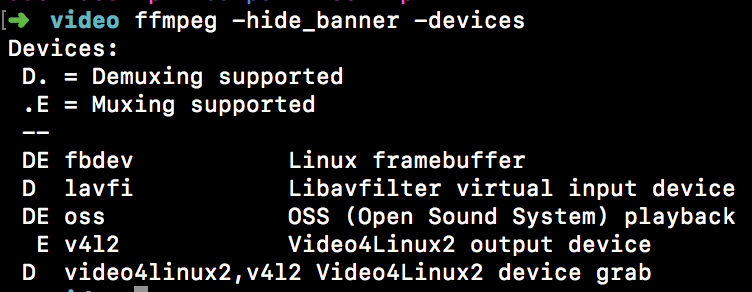 [➜ video ffmpeg -hide_banner -devices
Devices:
 D. = Demuxing supported
 .E = Muxing supported
 --
 DE fbdev           Linux framebuffer
 D  lavfi           Libavfilter virtual input device
 DE oss             OSS (Open Sound System) playback
  E v4l2            Video4Linux2 output device
 D  video4linux2,v4l2 Video4Linux2 device grab